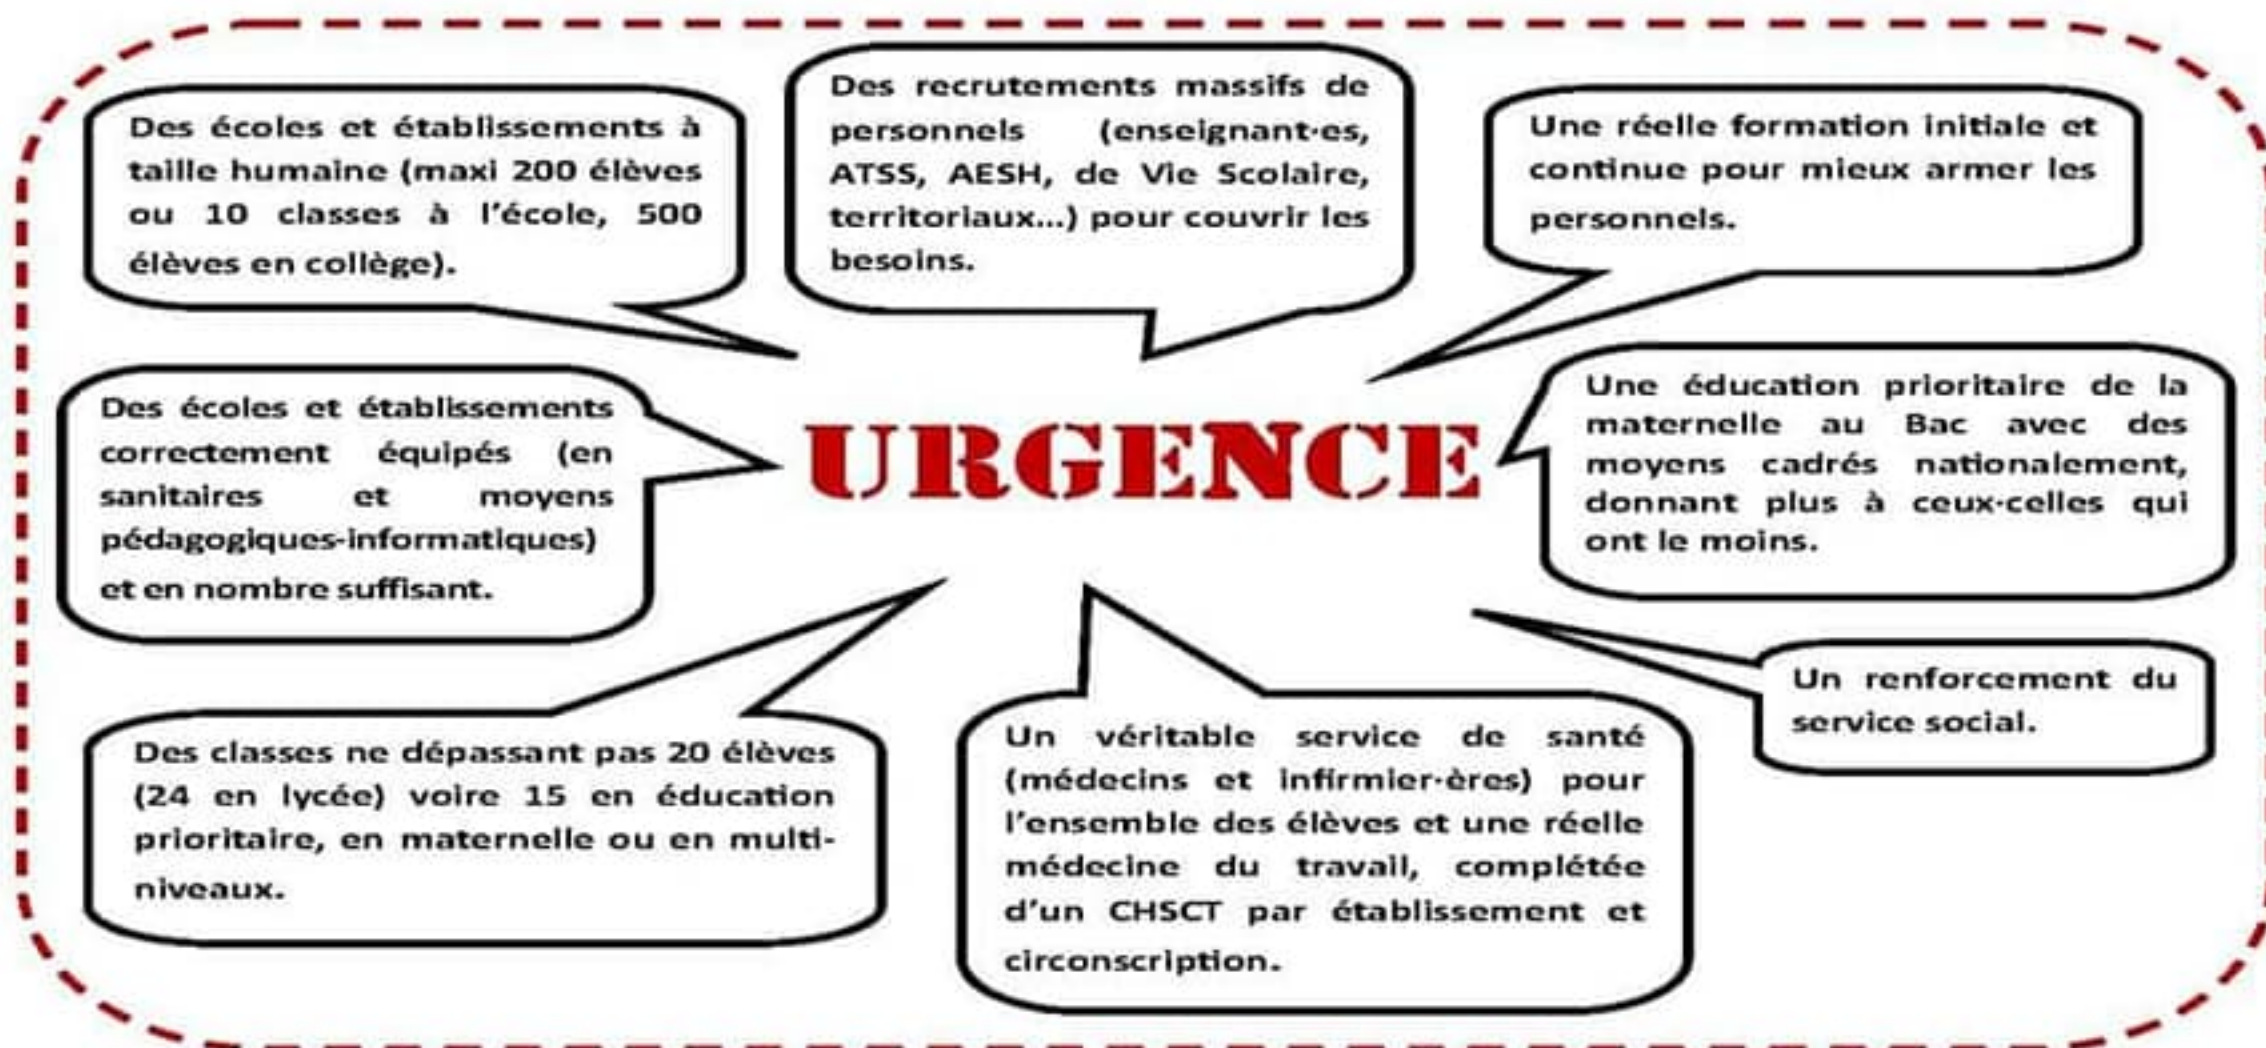 Des écoles et établissements à
taille humaine (maxi 200 élèves
ou 10 classes à l'école, 500
élèves en collège).
Des recrutements massifs de
personnels (enseignant·es,
ATSS, AESH, de Vie Scolaire,
territoriaux...) pour couvrir les
besoins.
Une réelle formation initiale et
continue pour mieux armer les
personnels.
Des écoles et établissements
correctement équipés (en
sanitaires et moyens
pédagogiques-informatiques)
et en nombre suffisant.
URGENCE
Une éducation prioritaire de la
maternelle au Bac avec des
moyens cadrés nationalement,
donnant plus à ceux·celles qui
ont le moins.
Des classes ne dépassant pas 20 élèves
(24 en lycée) voire 15 en éducation
prioritaire, en maternelle ou en multi-
niveaux.
Un véritable service de santé
(médecins et infirmier·ères) pour
l'ensemble des élèves et une réelle
médecine du travail, complétée
d'un CHSCT par établissement et
circonscription.
Un renforcement du
service social.